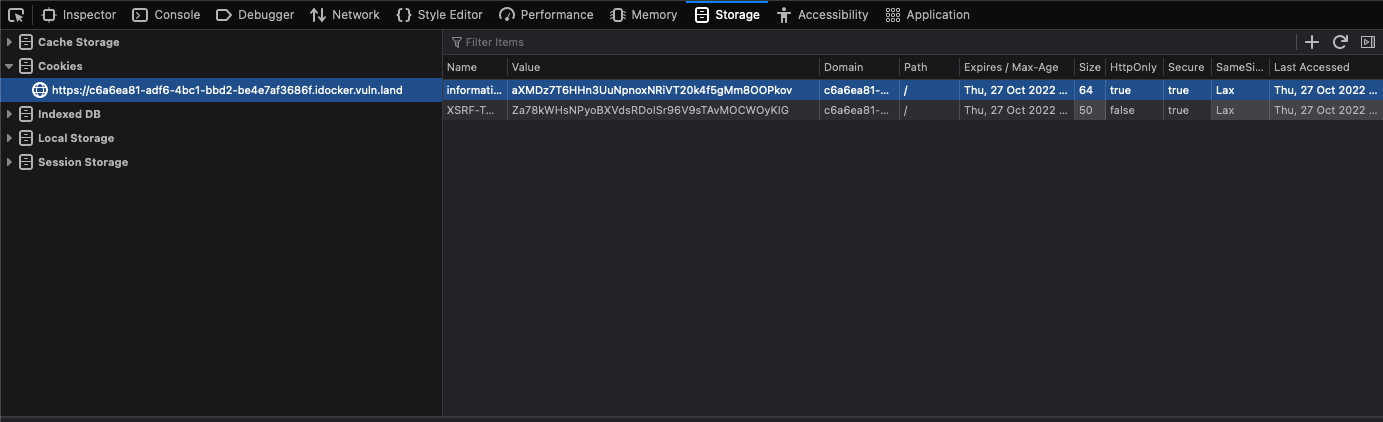 Inspector Console Debugger Network Style Editor Performance Memory Storage Accessibility Application
Cache Storage
Cookies
https://c6a6ea81-adf6-4bc1-bbd2-be4e7af3686f.idocker.vuln.land
Indexed DB
Local Storage
Session Storage
Filter Items
Name Value Domain Path Expires / Max-Age Size HttpOnly Secure SameSi... Last Accessed
informati... aXMDz7T6HHn3UuNpnoxNRiVT20k4f5gMm8OOPkov c6a6ea81-... / Thu, 27 Oct 2022 ... 64 true true Lax Thu, 27 Oct 2022 ...
XSRF-T... Za78kWHsNPyoBXVdsRDolSr96V9sTAvMOCWOyKIG c6a6ea81-... / Thu, 27 Oct 2022 ... 50 false true Lax Thu, 27 Oct 2022 ...